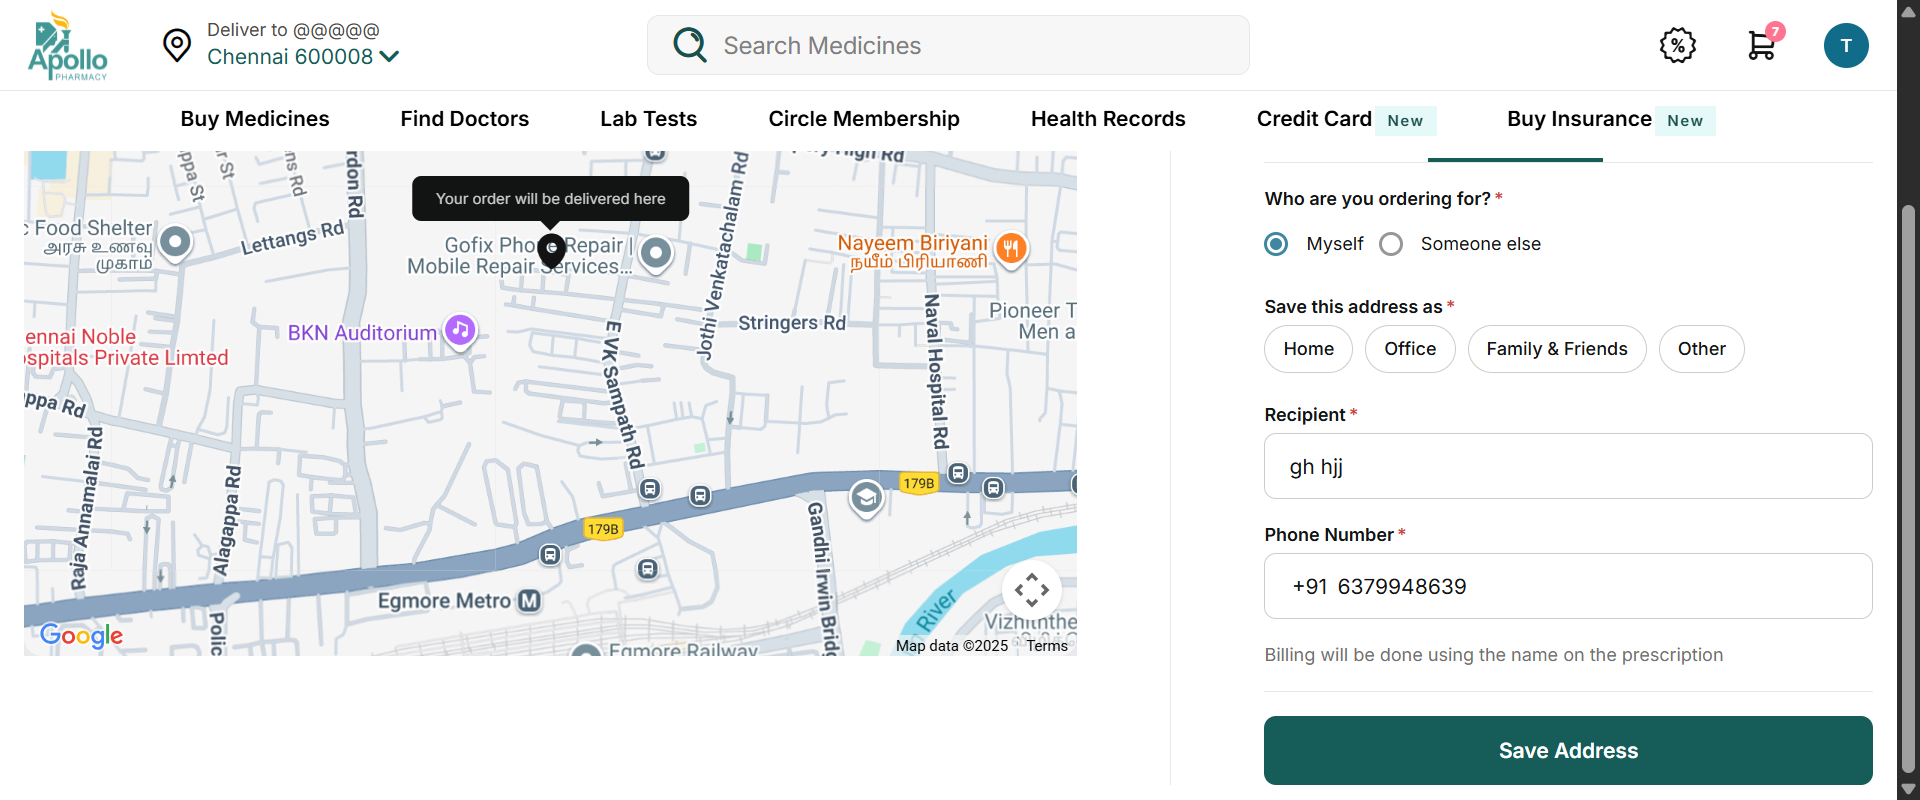 Apollo
PHARMACY
Deliver to @@@@@
Chennai 600008
Search Medicines
%
7
T
Buy Medicines
Find Doctors
Lab Tests
Circle Membership
Health Records
Credit Card New
Buy Insurance New
Your order will be delivered here
Food Shelter
அரசு உணவு
முகாம்
Lettangs Rd
Gofix Phone Repair |
Mobile Repair Services...
Jothi Venkatachalam Rd
Nayeem Biriyani
நயீம் பிரியாணி
Pioneer T
Men a
Stringers Rd
Naval Hospital Rd
BKN Auditorium
E VK Sampath Rd
ennai Noble
ospitals Private Limted
ppa Rd
Raja Annamalai Rd
Alagappa Rd
179B
179B
Gandhi Irwin Bridg
Egmore Metro M
Polic
River
Vizhiththe
Egmore Railway
Google
Map data ©2025
Terms
Who are you ordering for? *
Myself
Someone else
Save this address as *
Home
Office
Family & Friends
Other
Recipient *
gh hjj
Phone Number *
+91 6379948639
Billing will be done using the name on the prescription
Save Address